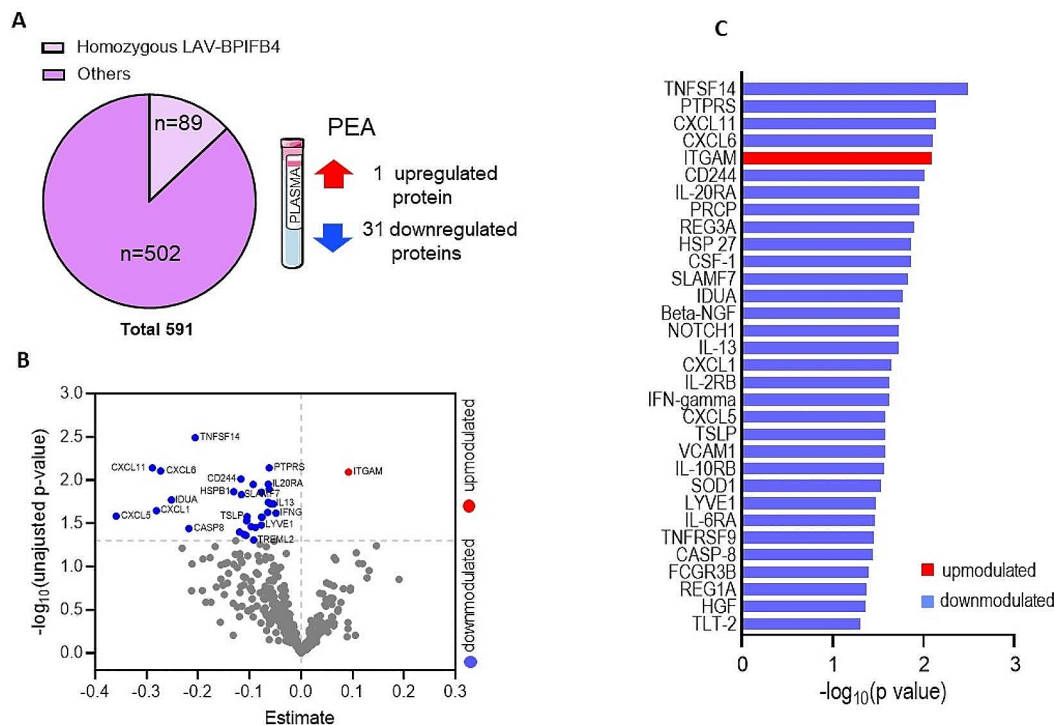 A
Homozygous LAV-BPIFB4
Others
n=89
n=502
Total 591
PLASMA
PEA
1 upregulated
protein
31 downregulated
proteins
B
-log10(unajusted p-value)
3.0
2.5
2.0
1.5
1.0
0.5
0.0
-0.4
-0.3
-0.2
-0.1
0.0
0.1
0.2
0.3
Estimate
TNFSF14
CXCL11
CXCL6
PTPRS
ITGAM
CD244
IL20RA
HSPB1
SLAMF7
IDUA
IL13
CXCL1
CXCL5
TSLP
IFNG
CASP8
LYVE1
TREML2
upmodulated
downmodulated
C
TNFSF14
PTPRS
CXCL11
CXCL6
ITGAM
CD244
IL-20RA
PRCP
REG3A
HSP 27
CSF-1
SLAMF7
IDUA
Beta-NGF
NOTCH1
IL-13
CXCL1
IL-2RB
IFN-gamma
CXCL5
TSLP
VCAM1
IL-10RB
SOD1
LYVE1
IL-6RA
TNFRSF9
CASP-8
FCGR3B
REG1A
HGF
TLT-2
upmodulated
downmodulated
0
1
2
3
-log10(p value)